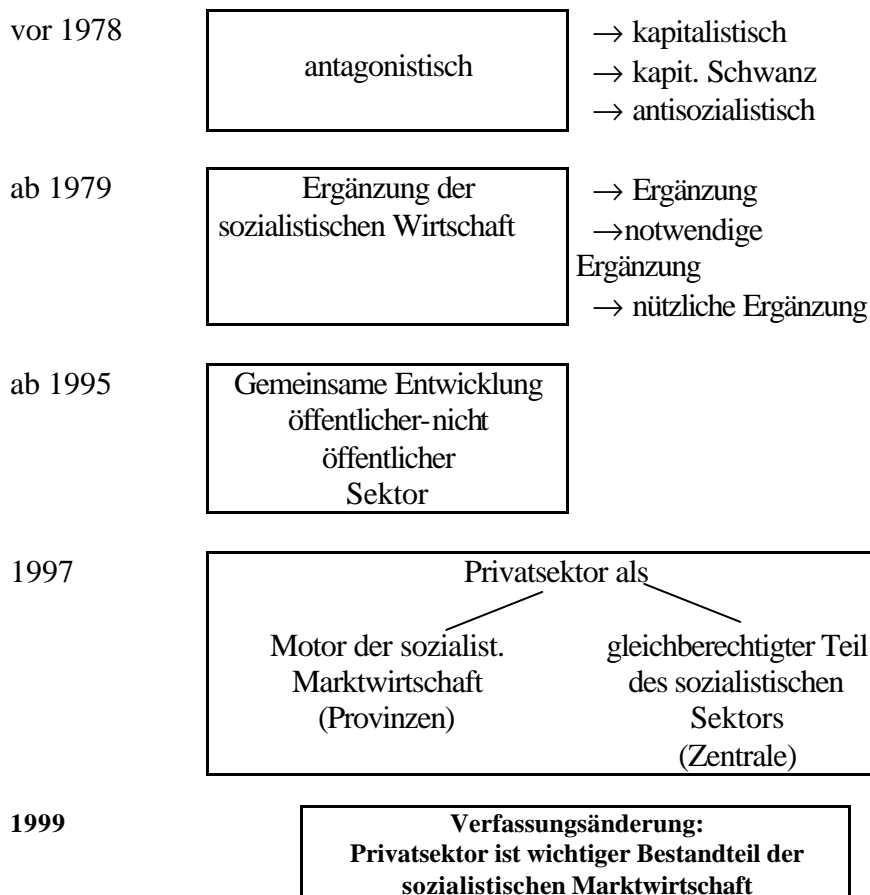 vor 1978
antagonistisch
→ kapitalistisch
→ kapit. Schwanz
→ antisozialistisch
ab 1979
Ergänzung der
sozialistischen Wirtschaft
→ Ergänzung
→notwendige
Ergänzung
→ nützliche Ergänzung
ab 1995
Gemeinsame Entwicklung
öffentlicher-nicht
öffentlicher
Sektor
1997
Privatsektor als
Motor der sozialist.
Marktwirtschaft
(Provinzen)
gleichberechtigter Teil
des sozialistischen
Sektors
(Zentrale)
1999
Verfassungsänderung:
Privatsektor ist wichtiger Bestandteil der
sozialistischen Marktwirtschaft